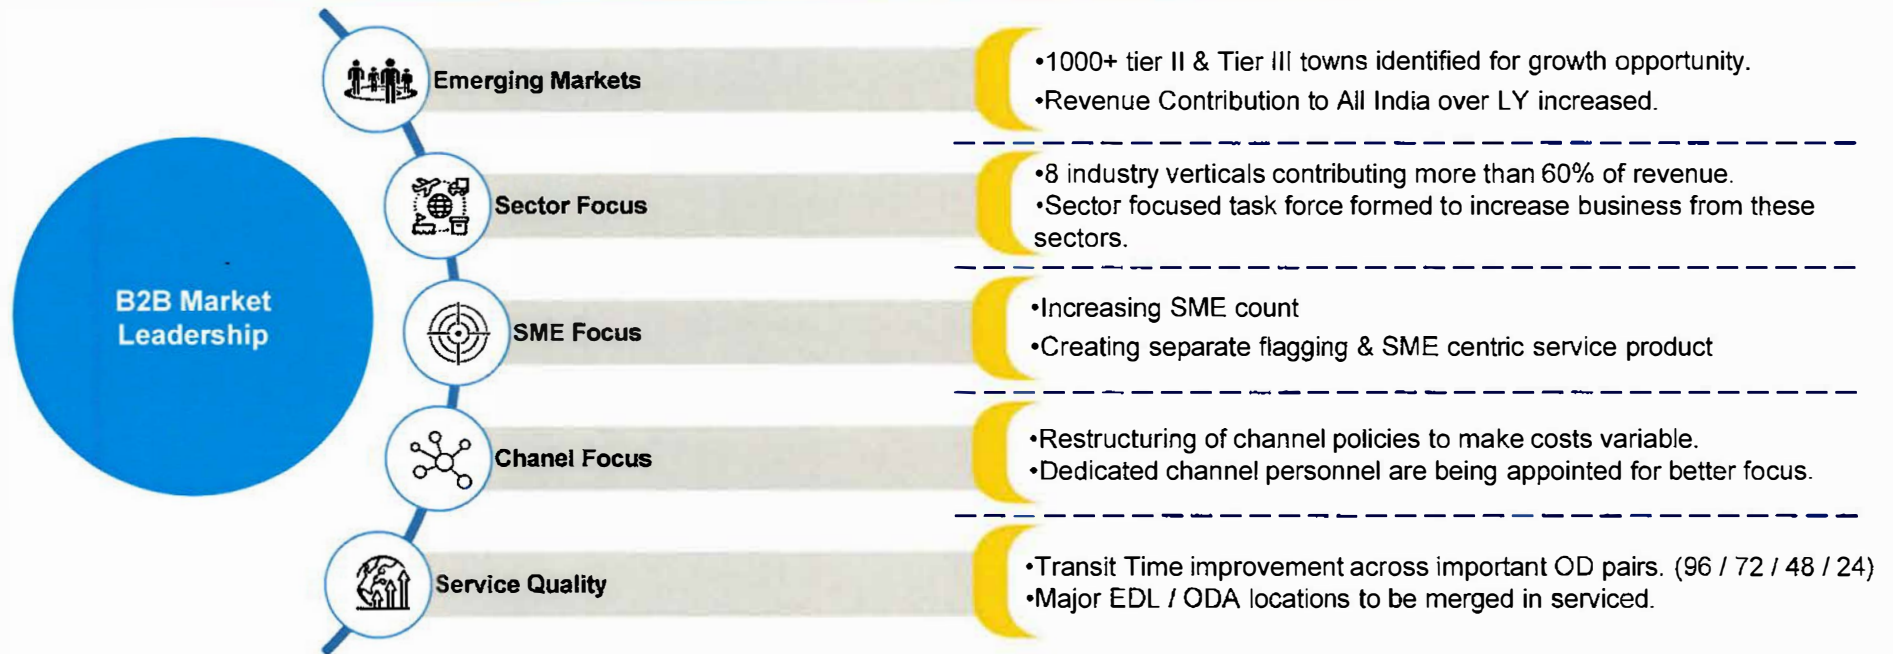 B2B Market
Leadership
Emerging Markets
•1000+ tier II & Tier III towns identified for growth opportunity.
•Revenue Contribution to All India over LY increased.
Sector Focus
•8 industry verticals contributing more than 60% of revenue.
•Sector focused task force formed to increase business from these
sectors.
SME Focus
•Increasing SME count
•Creating separate flagging & SME centric service product
Chanel Focus
•Restructuring of channel policies to make costs variable.
•Dedicated channel personnel are being appointed for better focus.
Service Quality
•Transit Time improvement across important OD pairs. (96 / 72 / 48 / 24)
•Major EDL / ODA locations to be merged in serviced.